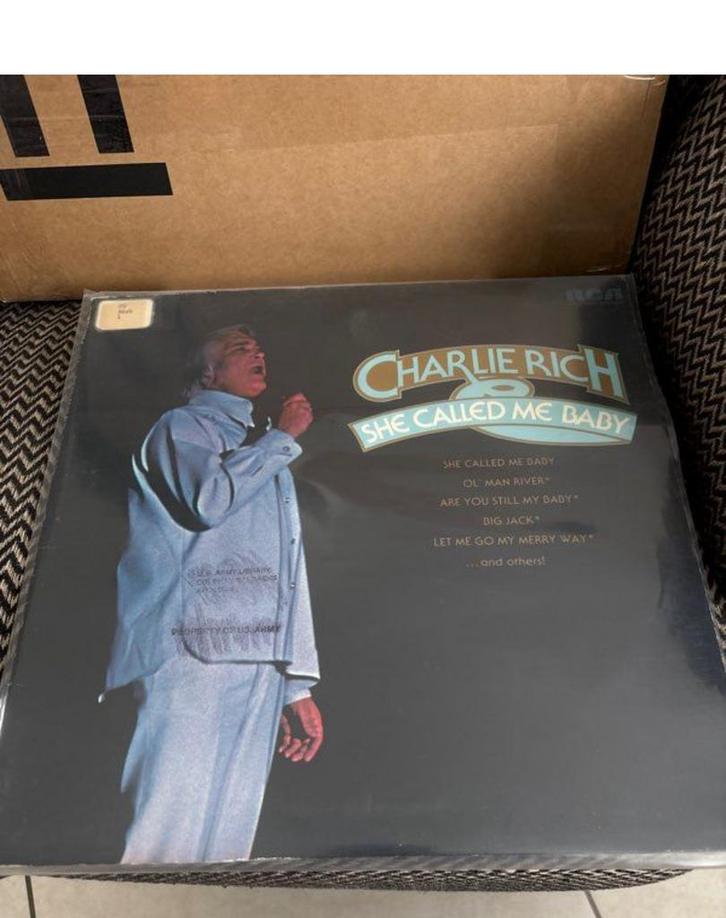 RCA
CHARLIE RICH
SHE CALLED ME BABY
SHE CALLED ME BABY
OL' MAN RIVER*
ARE YOU STILL MY BABY*
BIG JACK*
LET ME GO MY MERRY WAY*
...and others!
U.S. ARMY LIBRARY
PROPERTY OF U.S. ARMY